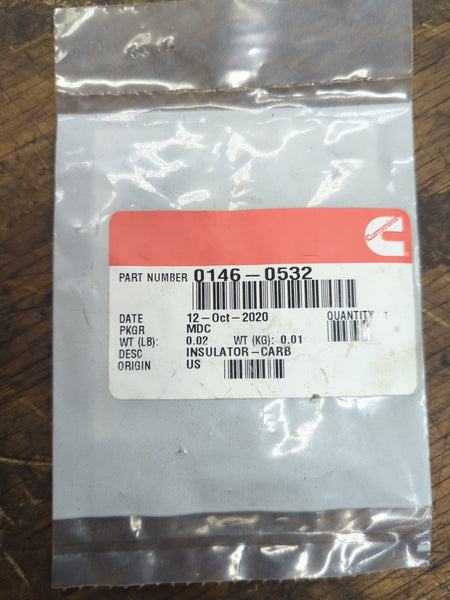 Cummins
PART NUMBER 0146-0532
DATE 12-Oct-2020 QUANTITY 1
PKGR MDC
WT (LB): 0.02 WT (KG): 0.01
DESC INSULATOR-CARB
ORIGIN US